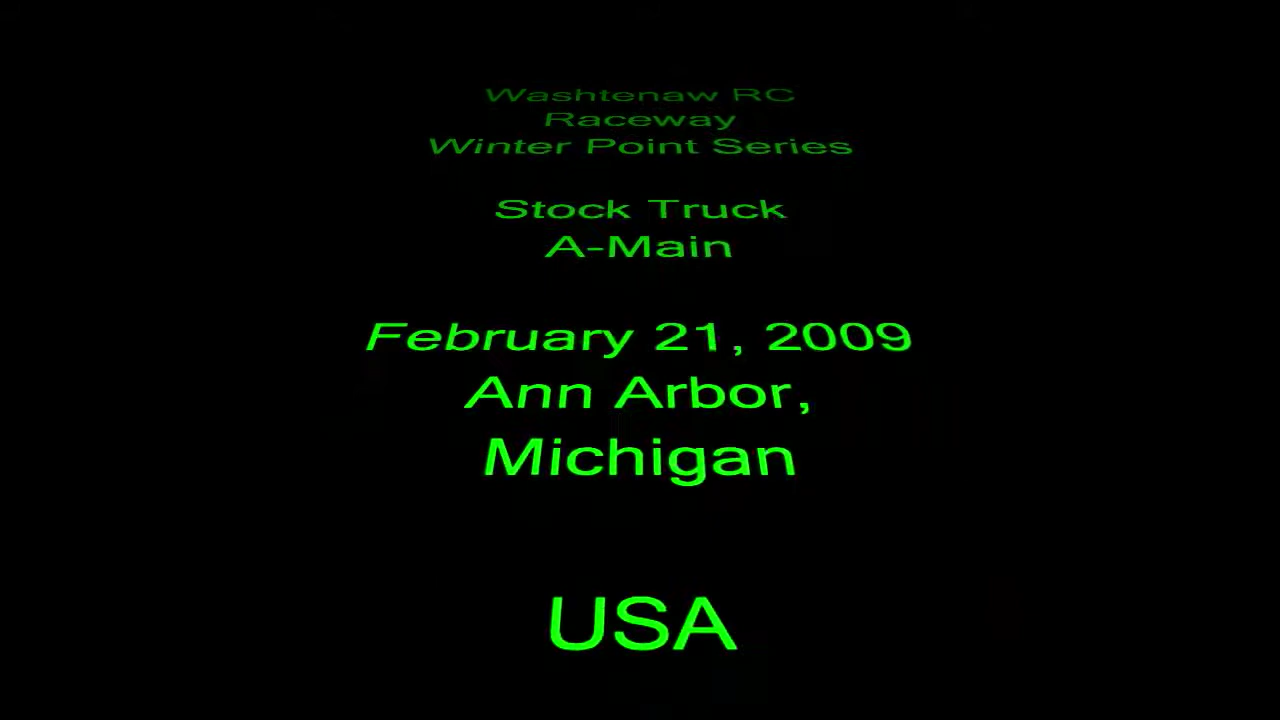 Washtenaw RC
Raceway
Winter Point Series
Stock Truck
A-Main
February 21, 2009
Ann Arbor,
Michigan
USA